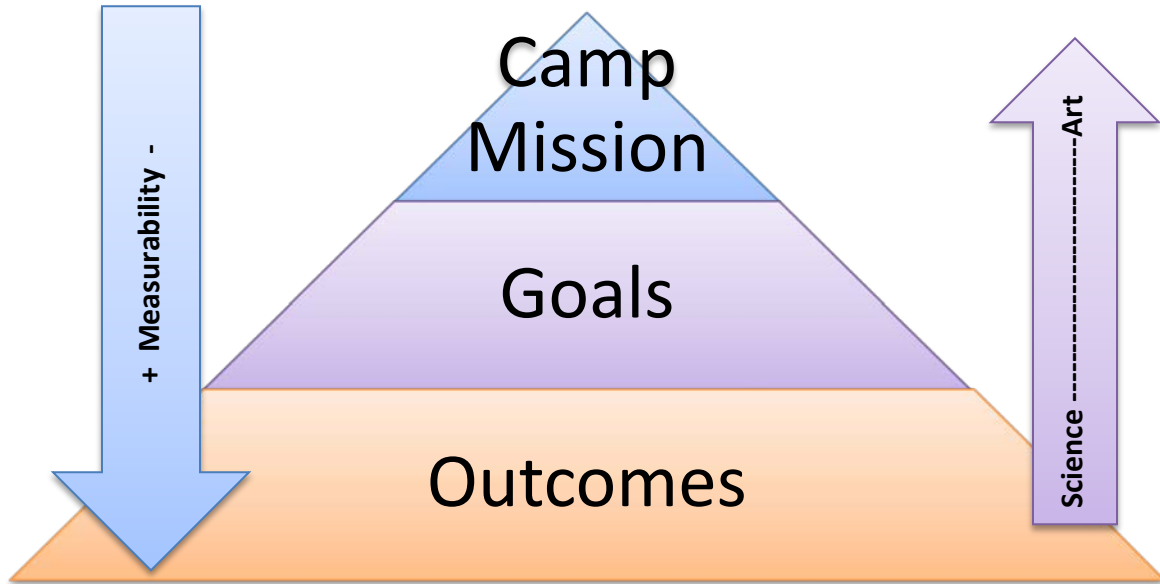 Camp
Mission
Goals
Outcomes
+ Measurability -
Science -----------------------Art